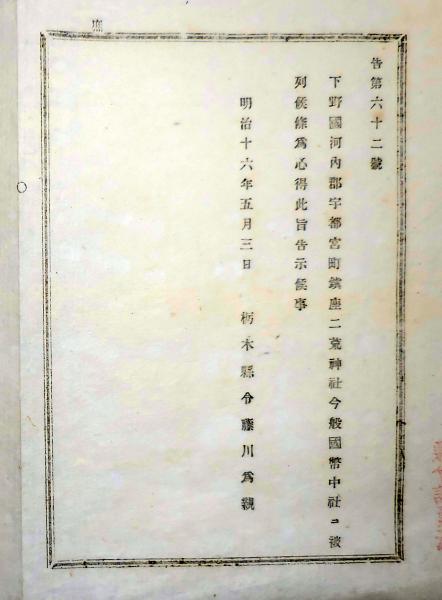 告第六十二號
下野國河內郡宇都宮町鎮座二荒神社今般國幣中社ニ被
列候條爲心得此旨告示候事
明治十六年五月三日 栃木縣令藤川爲親